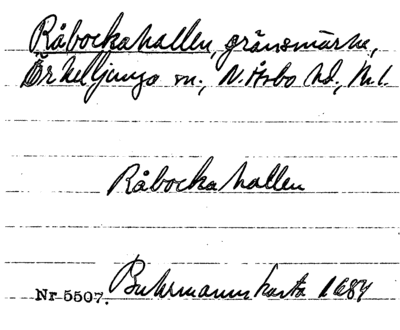 Råbockahallen, gränsmärke,
Örkelljunga sn., N. Åsbo hd., M. l.
Råbockahallen
Nr 5507. Buhrmanns karta 1684